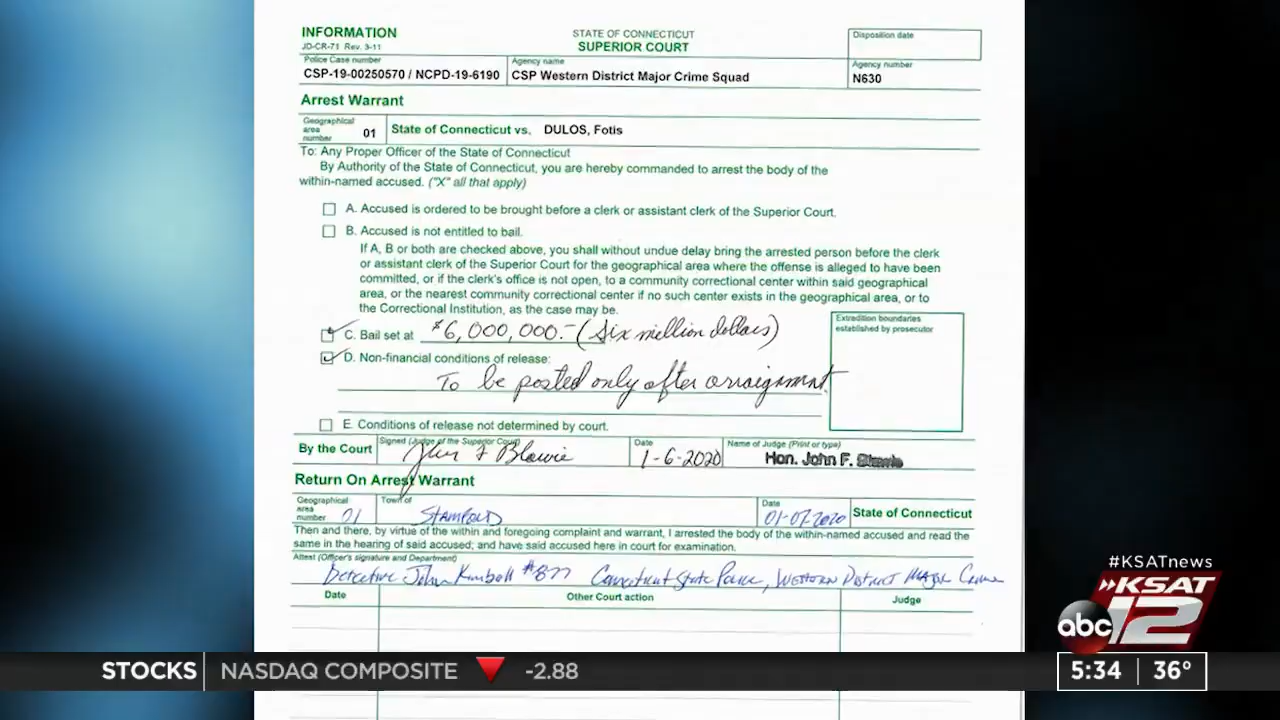 INFORMATION
JD-CR-71 Rev. 3-11
STATE OF CONNECTICUT
SUPERIOR COURT
Disposition date
Police Case number
CSP-19-00250570 / NCPD-19-6190
Agency name
CSP Western District Major Crime Squad
Agency number
N630
Arrest Warrant
Geographical area number 01
State of Connecticut vs. DULOS, Fotis
To: Any Proper Officer of the State of Connecticut
By Authority of the State of Connecticut, you are hereby commanded to arrest the body of the
within-named accused. ("X" all that apply)
A. Accused is ordered to be brought before a clerk or assistant clerk of the Superior Court.
B. Accused is not entitled to bail.
If A, B or both are checked above, you shall without undue delay bring the arrested person before the clerk
or assistant clerk of the Superior Court for the geographical area where the offense is alleged to have been
committed, or if the clerk's office is not open, to a community correctional center within said geographical
area, or the nearest community correctional center if no such center exists in the geographical area, or to
the Correctional Institution, as the case may be.
C. Bail set at $6,000,000.- (Six million dollars)
D. Non-financial conditions of release:
To be posted only after arraignment.
Extradition boundaries
established by prosecutor
E. Conditions of release not determined by court.
By the Court
Signed (Judge of the Superior Court)
John F Blawie
Date
1-6-2020
Name of Judge (Print or type)
Hon. John F.
Return On Arrest Warrant
Geographical area number 01
Town of
STAMFORD
Date
01-07-2020
State of Connecticut
Then and there, by virtue of the within and foregoing complaint and warrant, I arrested the body of the within-named accused and read the
same in the hearing of said accused; and have said accused here in court for examination.
Attest (Officer's signature and Department)
Detective John Kimball #877 Connecticut State Police, Western District Major Crime
Date
Other Court action
Judge
#KSATnews
KSAT
abc 12
STOCKS NASDAQ COMPOSITE -2.88
5:34 36°